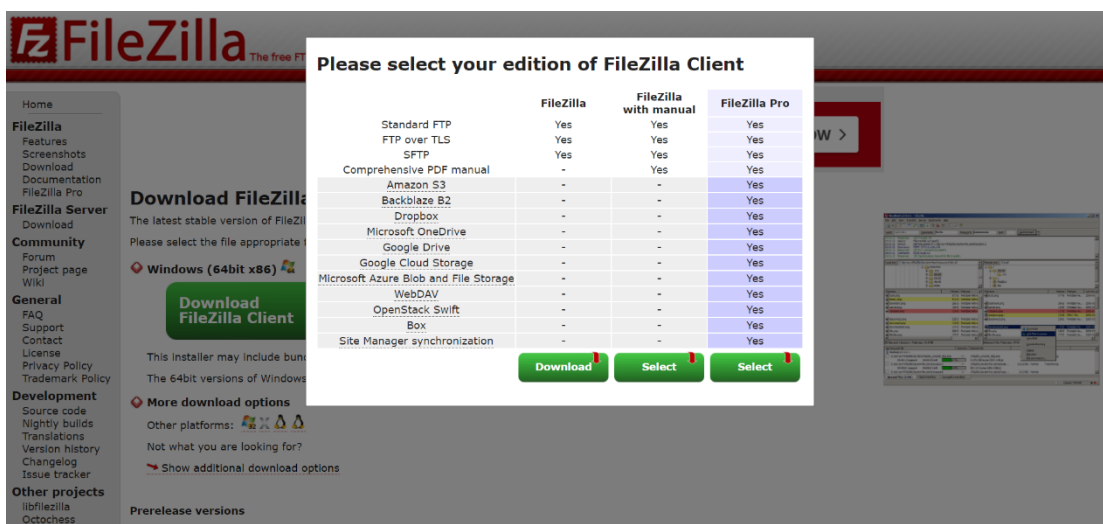 FileZilla The free FT
Home
FileZilla
Features
Screenshots
Download
Documentation
FileZilla Pro
FileZilla Server
Download
Community
Forum
Project page
Wiki
General
FAQ
Support
Contact
License
Privacy Policy
Trademark Policy
Development
Source code
Nightly builds
Translations
Version history
Changelog
Issue tracker
Other projects
libfilezilla
Octochess
Download FileZilla
The latest stable version of FileZil
Please select the file appropriate f
Windows (64bit x86)
Download
FileZilla Client
This installer may include bund
The 64bit versions of Windows
More download options
Other platforms:
Not what you are looking for?
Show additional download options
Prerelease versions
Please select your edition of FileZilla Client
FileZilla FileZilla with manual FileZilla Pro
Standard FTP Yes Yes Yes
FTP over TLS Yes Yes Yes
SFTP Yes Yes Yes
Comprehensive PDF manual - Yes Yes
Amazon S3 - - Yes
Backblaze B2 - - Yes
Dropbox - - Yes
Microsoft OneDrive - - Yes
Google Drive - - Yes
Google Cloud Storage - - Yes
Microsoft Azure Blob and File Storage - - Yes
WebDAV - - Yes
OpenStack Swift - - Yes
Box - - Yes
Site Manager synchronization - - Yes
Download Select Select
OW >